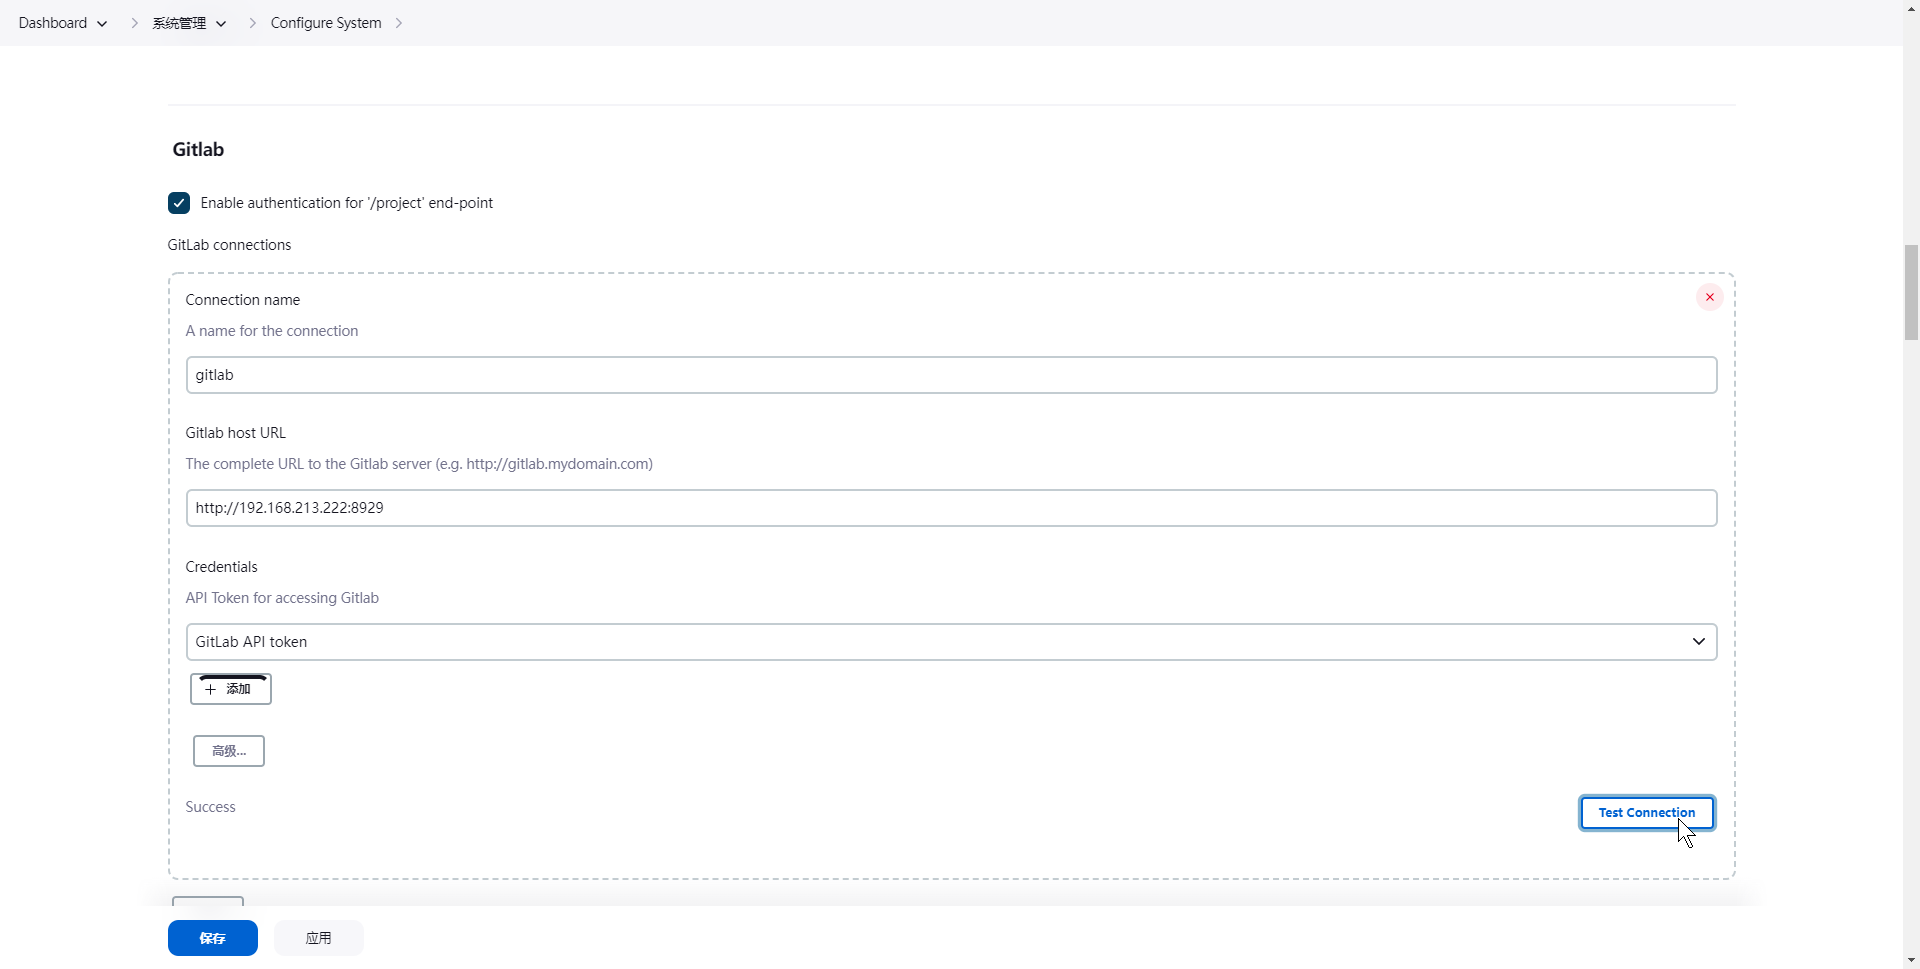 Dashboard
系统管理
Configure System
Gitlab
Enable authentication for '/project' end-point
GitLab connections
Connection name
A name for the connection
gitlab
Gitlab host URL
The complete URL to the Gitlab server (e.g. http://gitlab.mydomain.com)
http://192.168.213.222:8929
Credentials
API Token for accessing Gitlab
GitLab API token
添加
高级...
Success
Test Connection
保存
应用